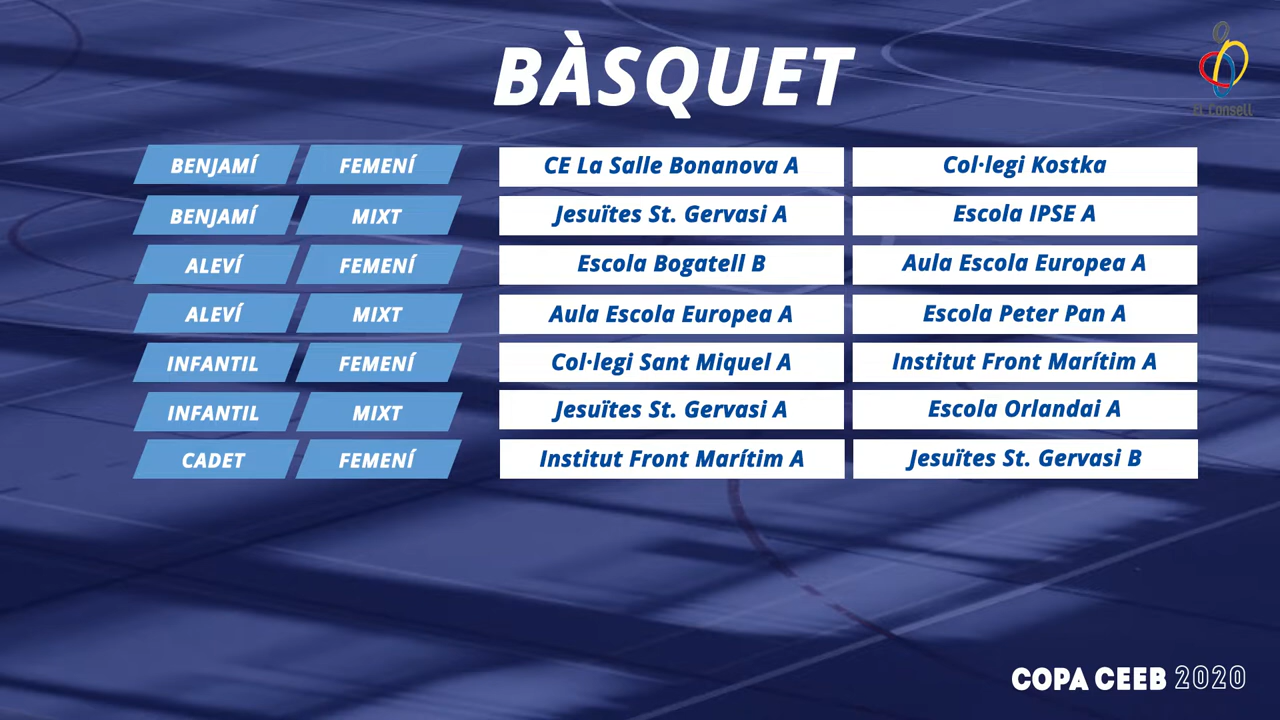 BÀSQUET
El Consell
BENJAMÍ FEMENÍ CE La Salle Bonanova A Col·legi Kostka
BENJAMÍ MIXT Jesuïtes St. Gervasi A Escola IPSE A
ALEVÍ FEMENÍ Escola Bogatell B Aula Escola Europea A
ALEVÍ MIXT Aula Escola Europea A Escola Peter Pan A
INFANTIL FEMENÍ Col·legi Sant Miquel A Institut Front Marítim A
INFANTIL MIXT Jesuïtes St. Gervasi A Escola Orlandai A
CADET FEMENÍ Institut Front Marítim A Jesuïtes St. Gervasi B
COPA CEEB 2020